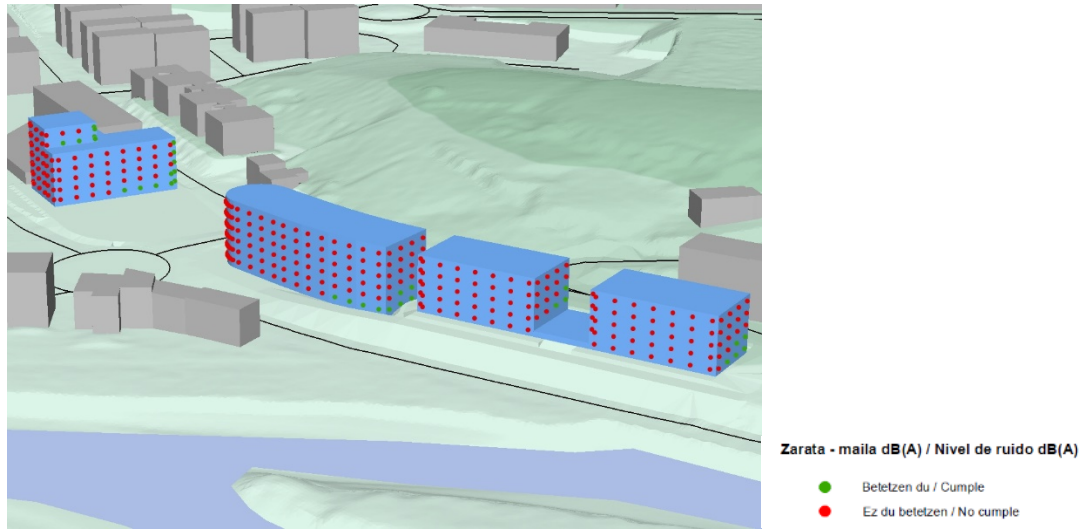 Zarata - maila dB(A) / Nivel de ruido dB(A)
Betetzen du / Cumple
Ez du betetzen / No cumple